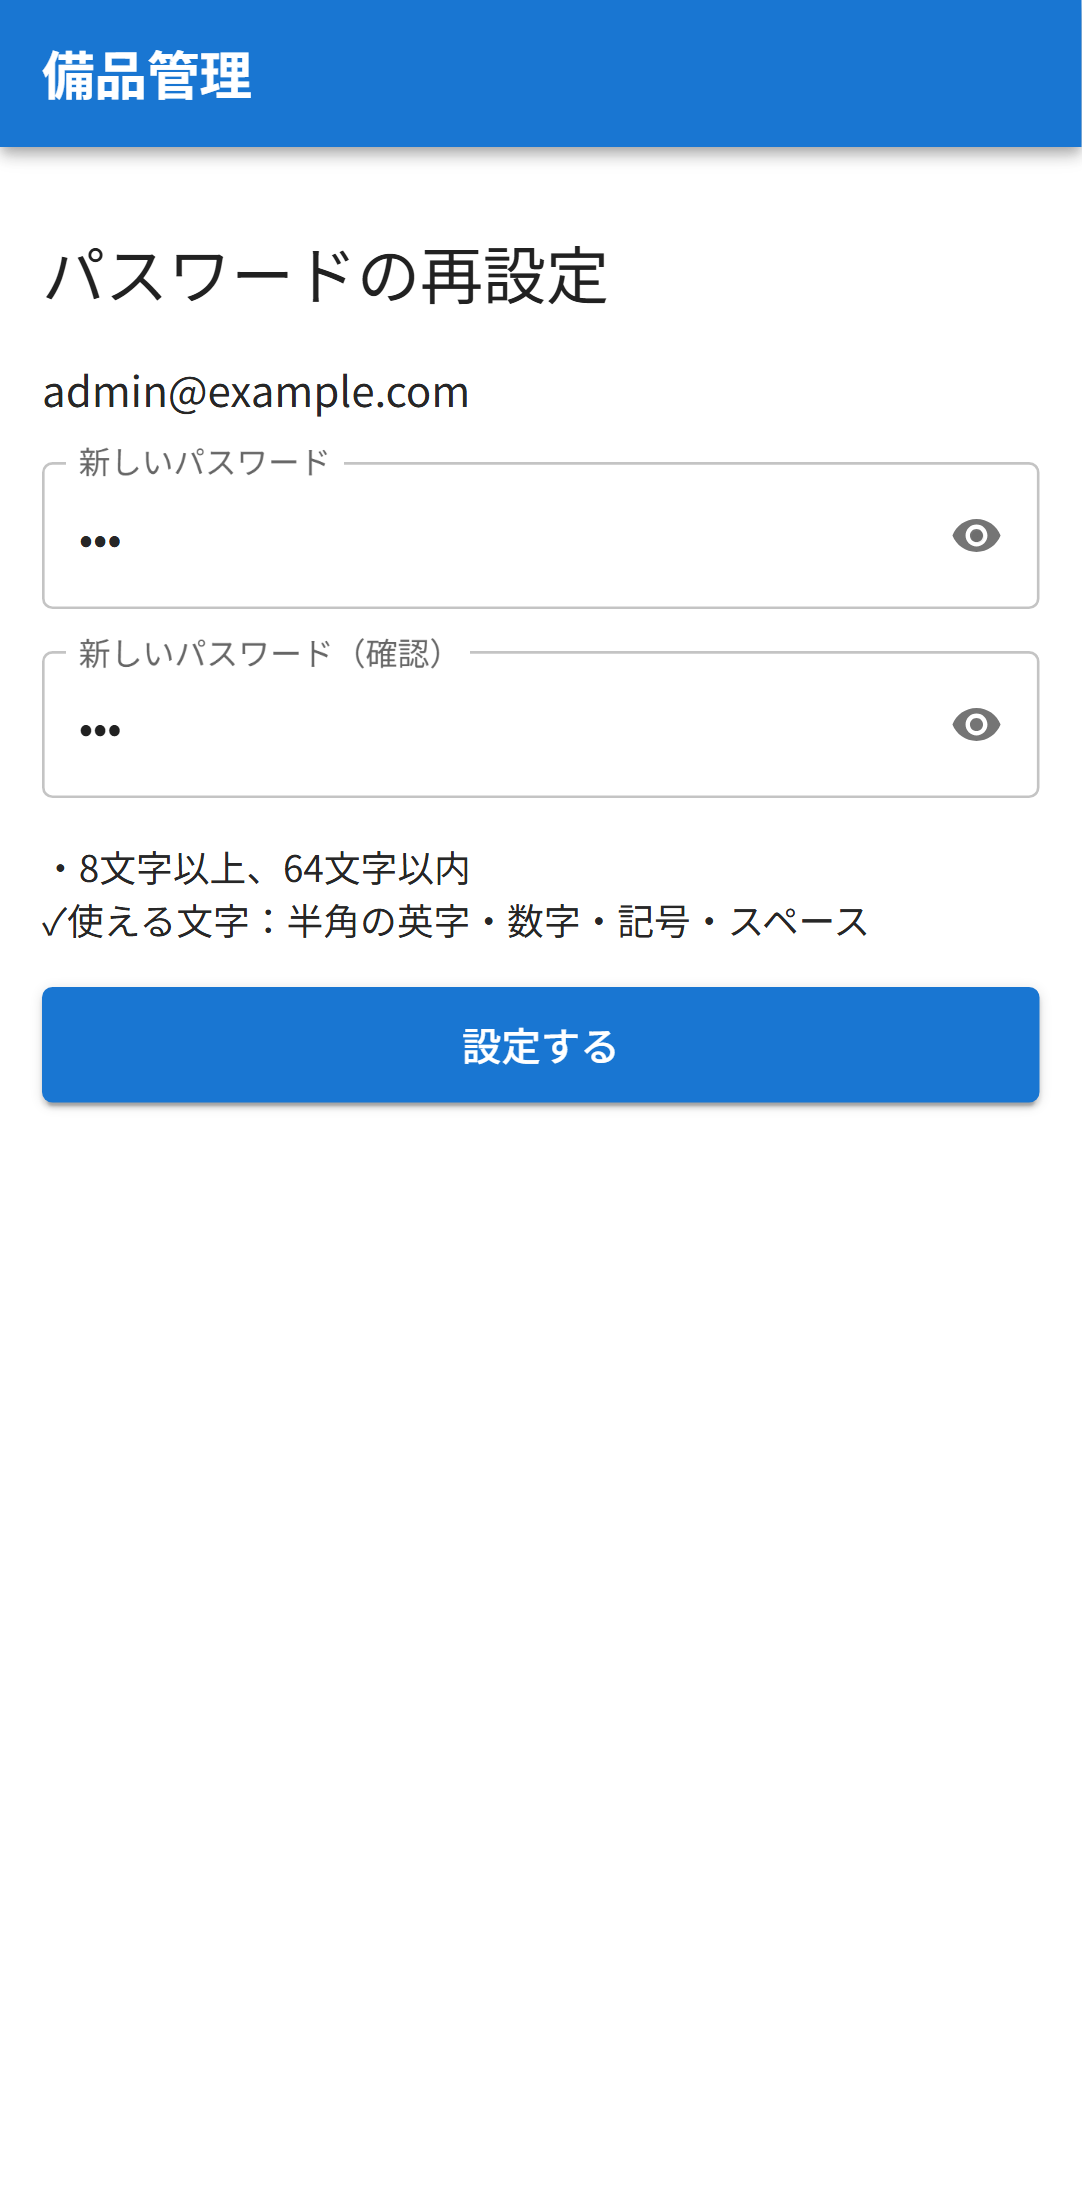 備品管理
パスワードの再設定
admin@example.com
新しいパスワード
•••
新しいパスワード（確認）
•••
・8文字以上、64文字以内
✓使える文字：半角の英字・数字・記号・スペース
設定する